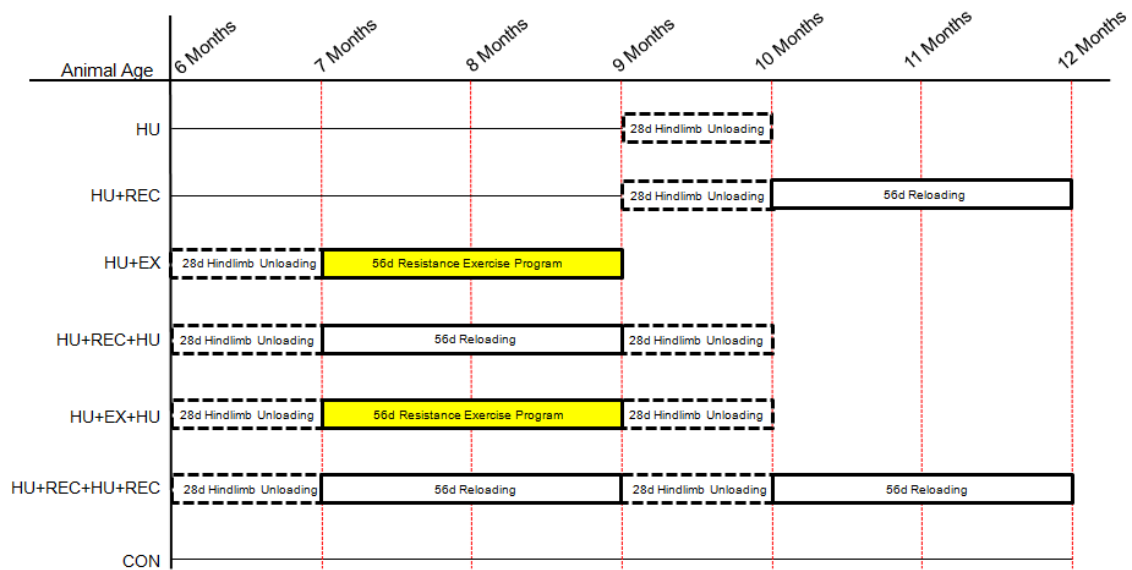 Animal Age
6 Months
7 Months
8 Months
9 Months
10 Months
11 Months
12 Months
HU
28d Hindlimb Unloading
HU+REC
28d Hindlimb Unloading
56d Reloading
HU+EX
28d Hindlimb Unloading
56d Resistance Exercise Program
HU+REC+HU
28d Hindlimb Unloading
56d Reloading
28d Hindlimb Unloading
HU+EX+HU
28d Hindlimb Unloading
56d Resistance Exercise Program
28d Hindlimb Unloading
HU+REC+HU+REC
28d Hindlimb Unloading
56d Reloading
28d Hindlimb Unloading
56d Reloading
CON